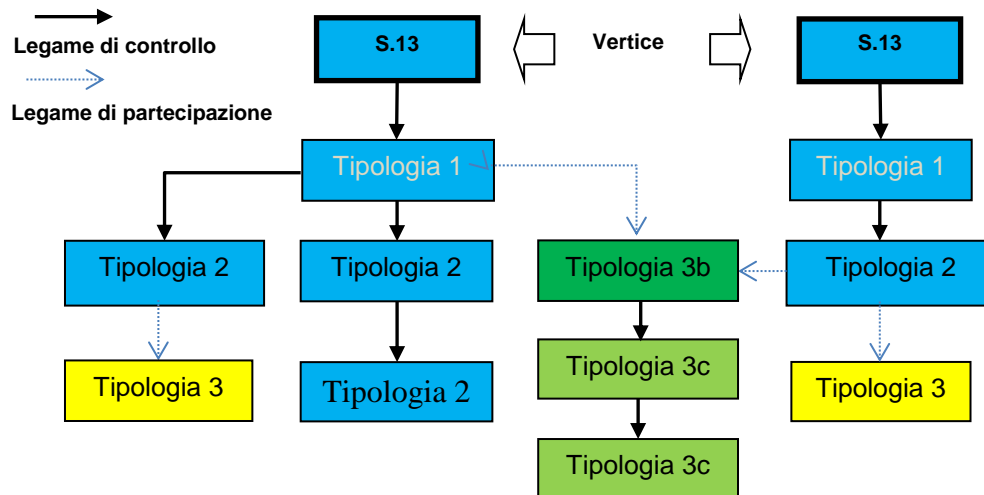 Legame di controllo
Legame di partecipazione
S.13
Vertice
S.13
Tipologia 1
Tipologia 1
Tipologia 2
Tipologia 2
Tipologia 3b
Tipologia 2
Tipologia 3
Tipologia 2
Tipologia 3c
Tipologia 3
Tipologia 3c